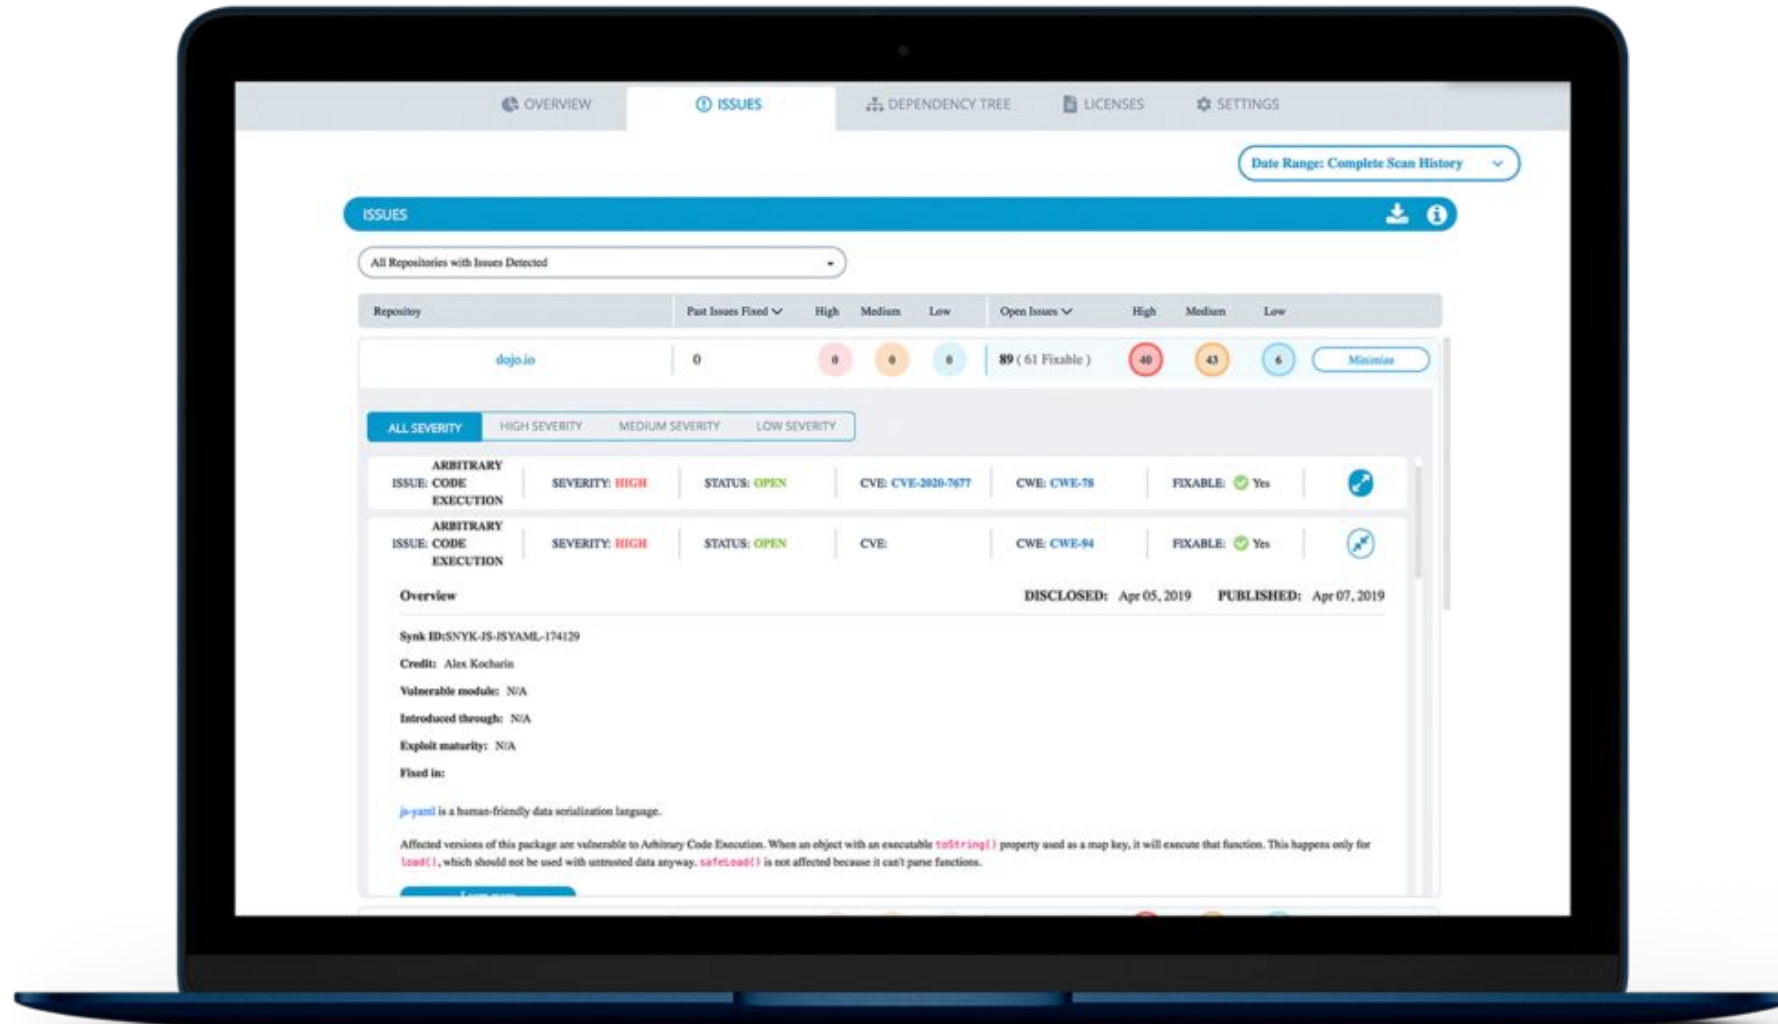 OVERVIEW ISSUES DEPENDENCY TREE LICENSES SETTINGS
Date Range: Complete Scan History
ISSUES
All Repositories with Issues Detected
Repositoy Past Issues Fixed High Medium Low Open Issues High Medium Low
dojo.io 0 0 0 0 89 ( 61 Fixable ) 40 43 6 Minimize
ALL SEVERITY HIGH SEVERITY MEDIUM SEVERITY LOW SEVERITY
ISSUE: ARBITRARY CODE EXECUTION SEVERITY: HIGH STATUS: OPEN CVE: CVE-2020-7677 CWE: CWE-78 FIXABLE: Yes
ISSUE: ARBITRARY CODE EXECUTION SEVERITY: HIGH STATUS: OPEN CVE: CWE: CWE-94 FIXABLE: Yes
Overview DISCLOSED: Apr 05, 2019 PUBLISHED: Apr 07, 2019
Synk ID:SNYK-JS-JSYAML-174129
Credit: Alex Kocharin
Vulnerable module: N/A
Introduced through: N/A
Exploit maturity: N/A
Fixed in:
js-yaml is a human-friendly data serialization language.
Affected versions of this package are vulnerable to Arbitrary Code Execution. When an object with an executable toString() property used as a map key, it will execute that function. This happens only for
load(), which should not be used with untrusted data anyway. safeLoad() is not affected because it can't parse functions.